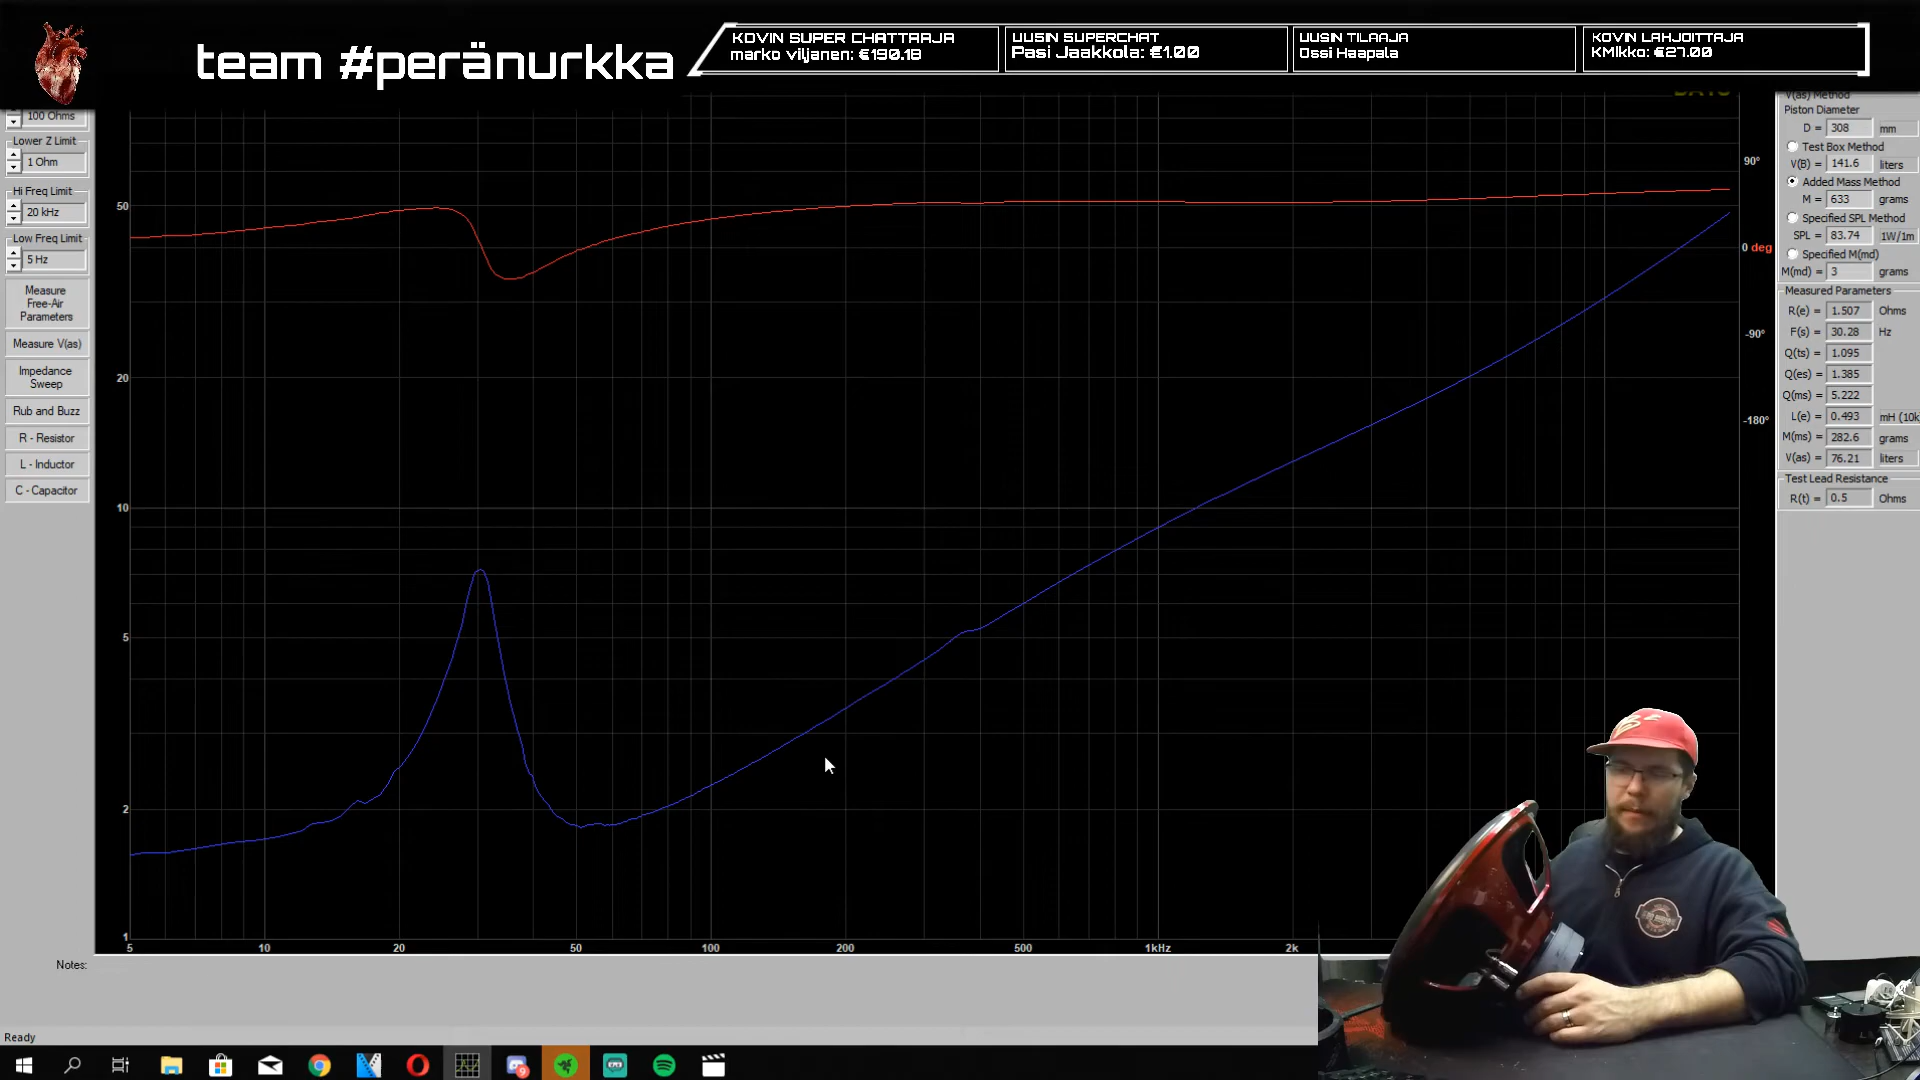 team #peränurkka
KOVIN SUPER CHATTAAJA
marko viljanen: €190.18
UUSIN SUPERCHAT
Pasi Jaakkola: €1.00
UUSIN TILAAJA
Ossi Haapala
KOVIN LAHJOITTAJA
KMikko: €27.00
100 Ohms
Lower Z Limit
1 Ohm
Hi Freq Limit
20 kHz
Low Freq Limit
5 Hz
Measure
Free-Air
Parameters
Measure V(as)
Impedance
Sweep
Rub and Buzz
R - Resistor
L - Inductor
C - Capacitor
50
20
10
5
2
1
5
10
20
50
100
200
500
1kHz
2k
90°
0 deg
-90°
-180°
V(as) Method
Piston Diameter
D = 308 mm
Test Box Method
V(B) = 141.6 liters
Added Mass Method
M = 633 grams
Specified SPL Method
SPL = 83.74 1W/1m
Specified M(md)
M(md) = 3 grams
Measured Parameters
R(e) = 1.507 Ohms
F(s) = 30.28 Hz
Q(ts) = 1.095
Q(es) = 1.385
Q(ms) = 5.222
L(e) = 0.493 mH (10k
M(ms) = 282.6 grams
V(as) = 76.21 liters
Test Lead Resistance
R(t) = 0.5 Ohms
Notes:
Ready
9